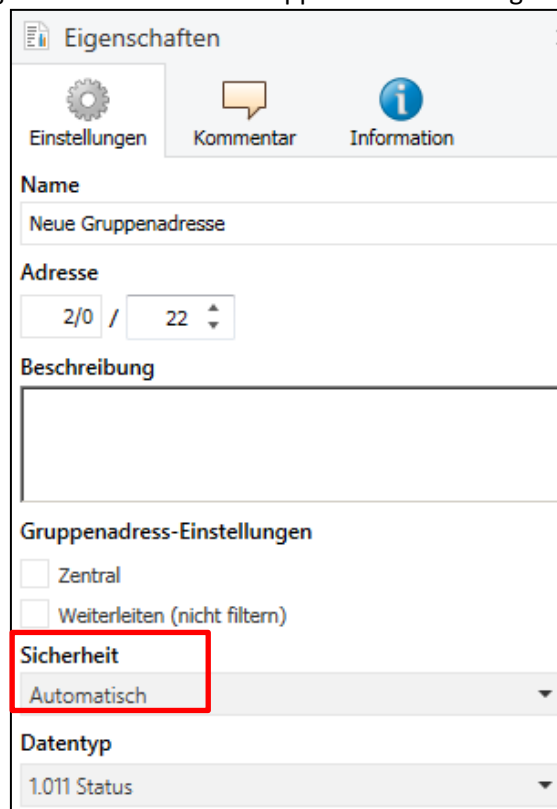 Eigenschaften
Einstellungen Kommentar Information
Name
Neue Gruppenadresse
Adresse
2/0 / 22
Beschreibung
Gruppenadress-Einstellungen
Zentral
Weiterleiten (nicht filtern)
Sicherheit
Automatisch
Datentyp
1.011 Status